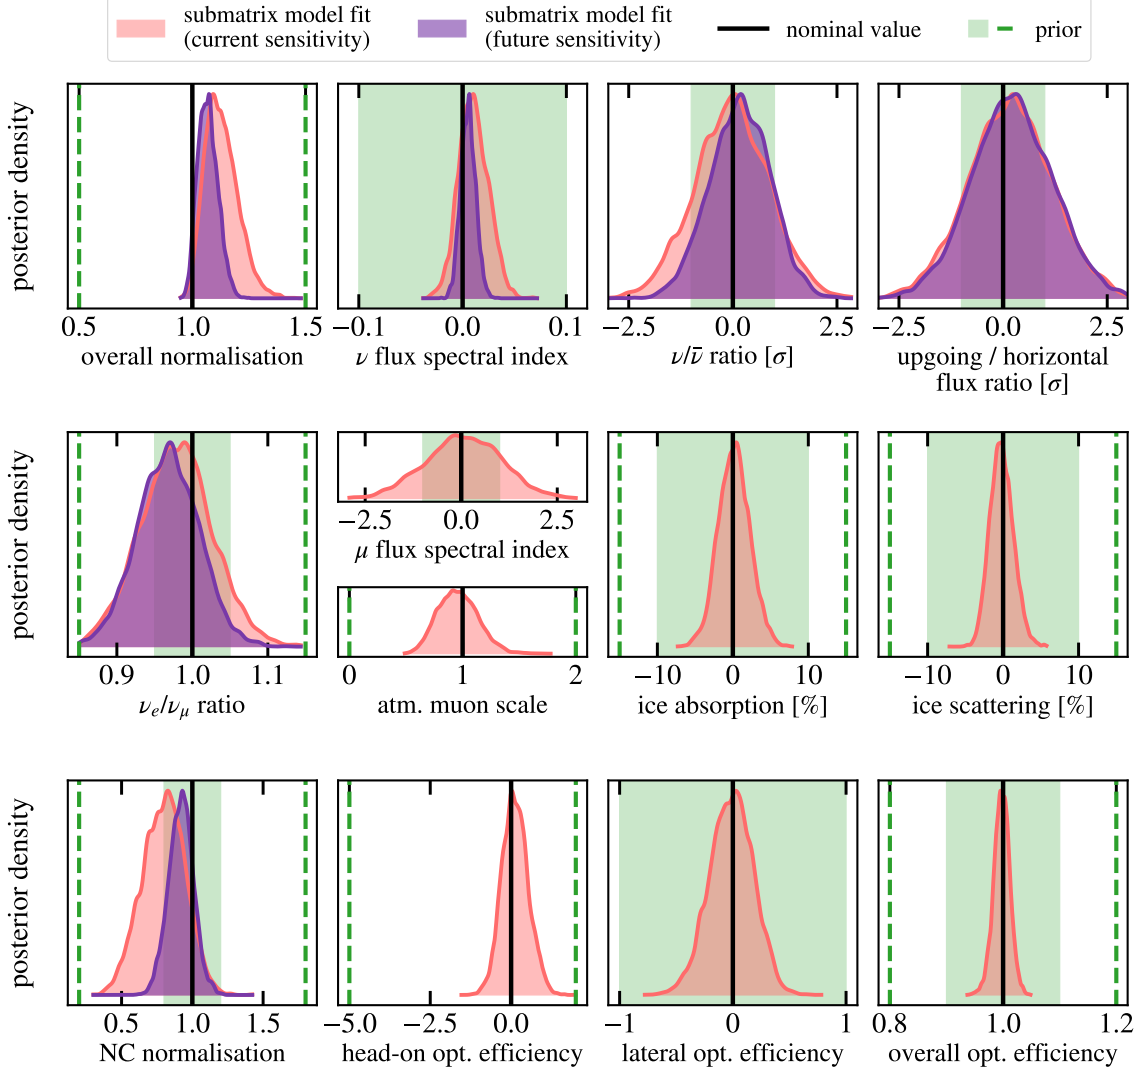 submatrix model fit
(current sensitivity)
submatrix model fit
(future sensitivity)
nominal value
prior
posterior density
0.5 1.0 1.5
overall normalisation
−0.1 0.0 0.1
ν flux spectral index
−2.5 0.0 2.5
ν/ν̄ ratio [σ]
−2.5 0.0 2.5
upgoing / horizontal
flux ratio [σ]
posterior density
0.9 1.0 1.1
νₑ/ν_μ ratio
−2.5 0.0 2.5
μ flux spectral index
0 1 2
atm. muon scale
−10 0 10
ice absorption [%]
−10 0 10
ice scattering [%]
posterior density
0.5 1.0 1.5
NC normalisation
−5.0 −2.5 0.0
head-on opt. efficiency
−1 0 1
lateral opt. efficiency
0.8 1.0 1.2
overall opt. efficiency